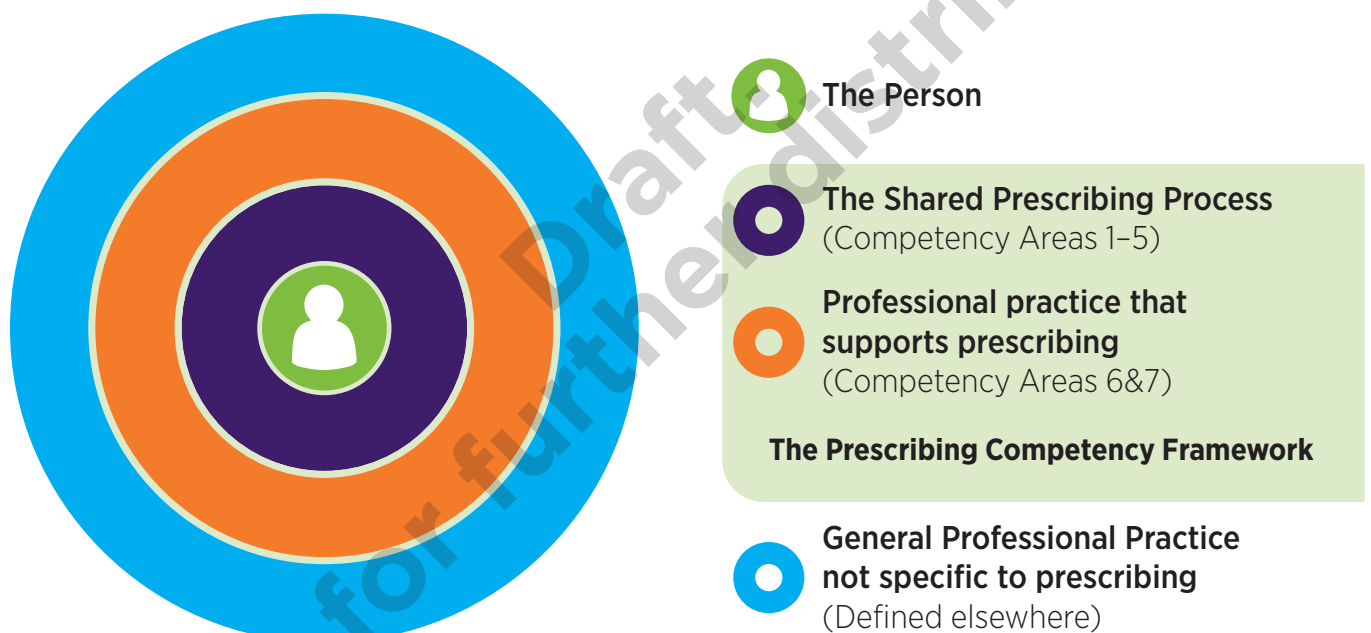 The Person
The Shared Prescribing Process
(Competency Areas 1–5)
Professional practice that
supports prescribing
(Competency Areas 6&7)
The Prescribing Competency Framework
General Professional Practice
not specific to prescribing
(Defined elsewhere)
Draft.
for further